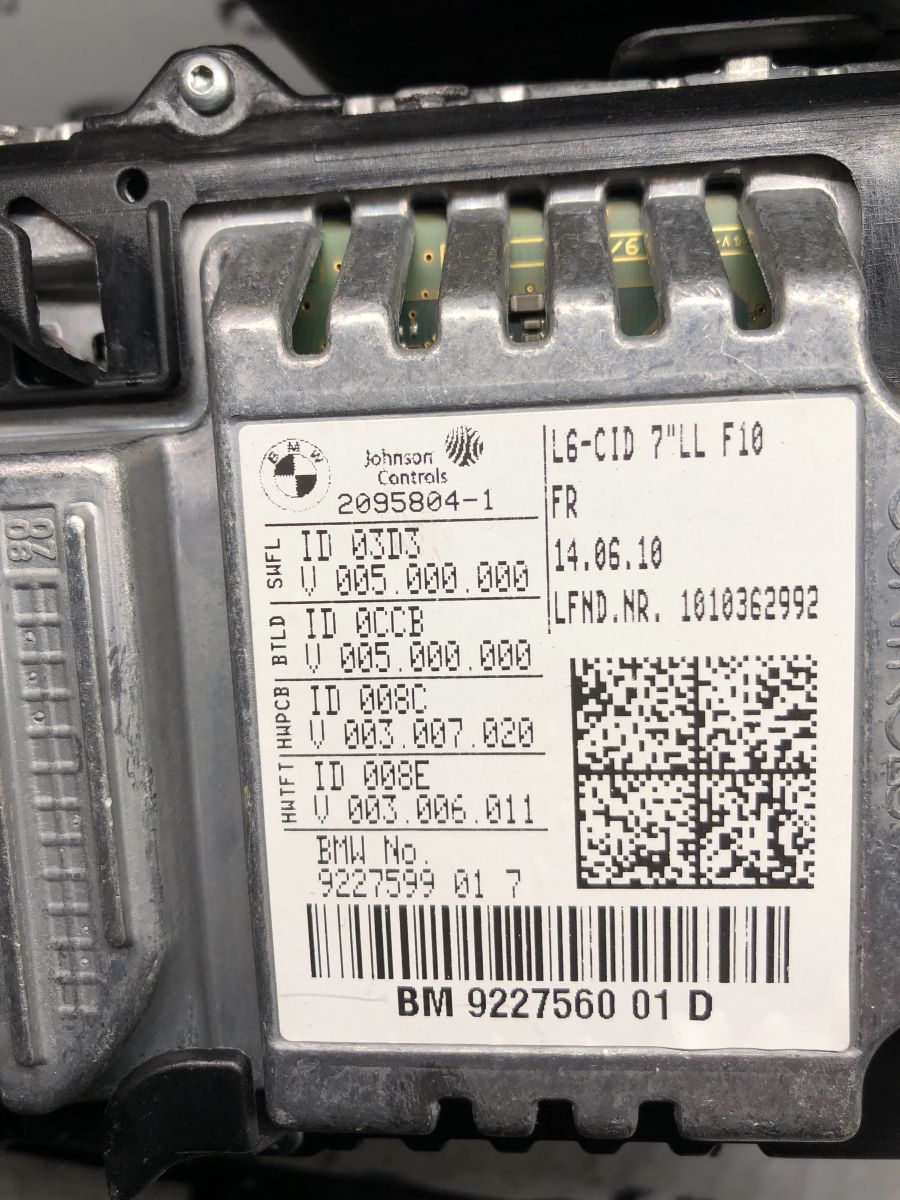 BMW
Johnson
Controls
2095804-1
SWFL
ID 03D3
V 005.000.000
BTLD
ID 0CCB
V 005.000.000
HWPCB
ID 008C
V 003.007.020
HWTFT
ID 008E
V 003.006.011
BMW No.
9227599 01 7
L6-CID 7"LL F10
FR
14.06.10
LFND.NR. 1010362992
BM 9227560 01 D